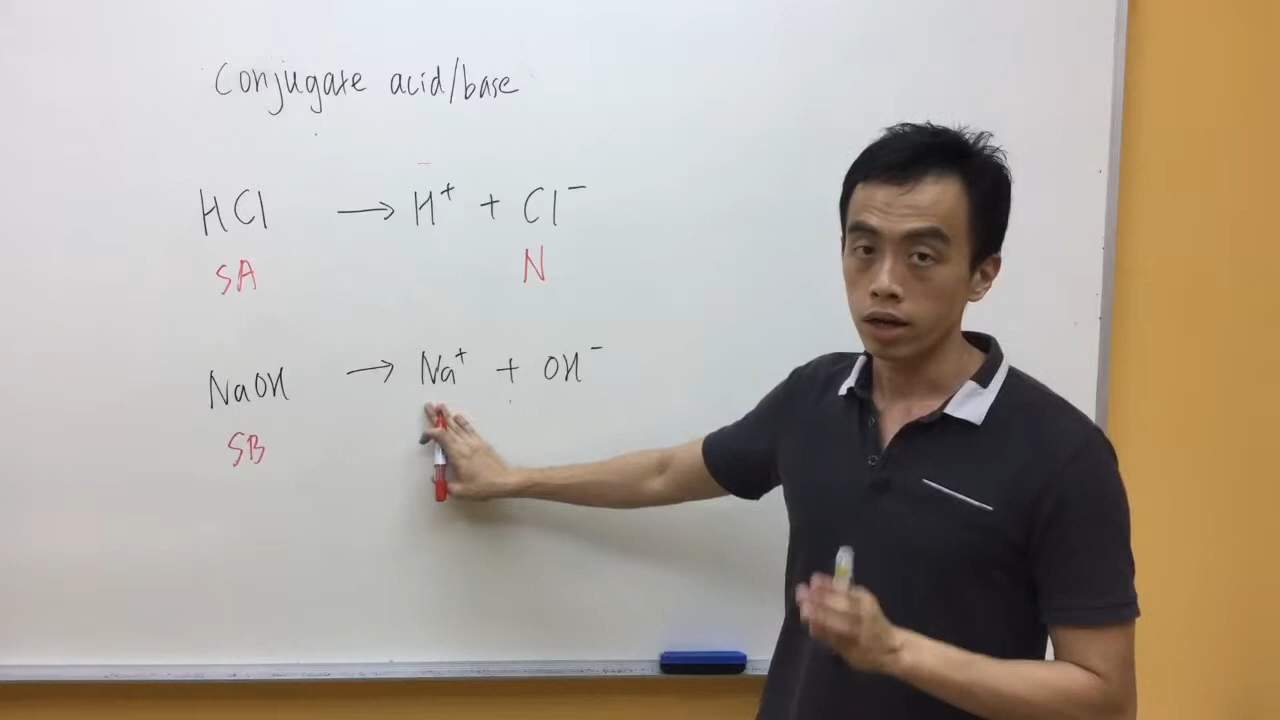 Conjugate acid/base
HCl → H⁺ + Cl⁻
SA N
NaOH → Na⁺ + OH⁻
SB